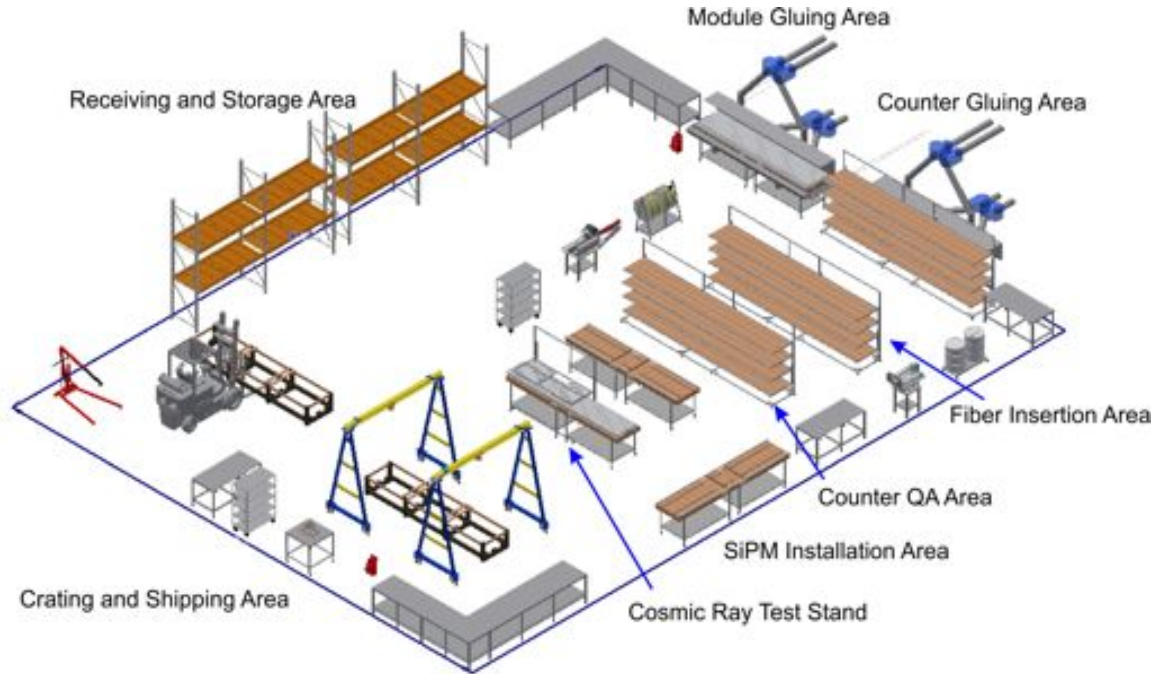 Module Gluing Area
Receiving and Storage Area
Counter Gluing Area
Fiber Insertion Area
Counter QA Area
SiPM Installation Area
Crating and Shipping Area
Cosmic Ray Test Stand